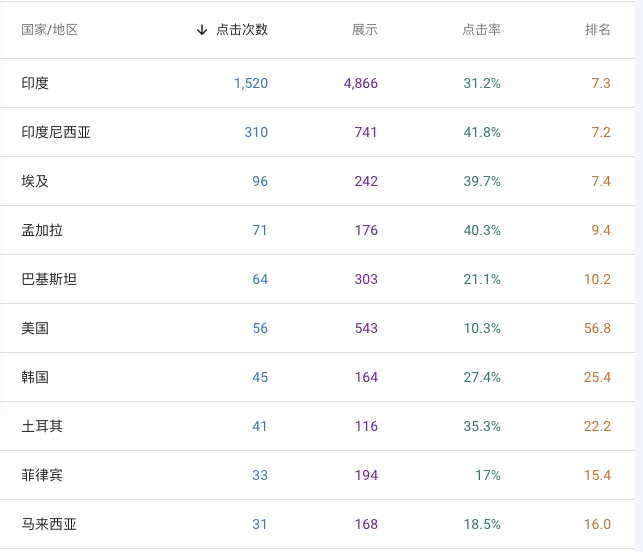 国家/地区 ↓ 点击次数 展示 点击率 排名
印度 1,520 4,866 31.2% 7.3
印度尼西亚 310 741 41.8% 7.2
埃及 96 242 39.7% 7.4
孟加拉 71 176 40.3% 9.4
巴基斯坦 64 303 21.1% 10.2
美国 56 543 10.3% 56.8
韩国 45 164 27.4% 25.4
土耳其 41 116 35.3% 22.2
菲律宾 33 194 17% 15.4
马来西亚 31 168 18.5% 16.0